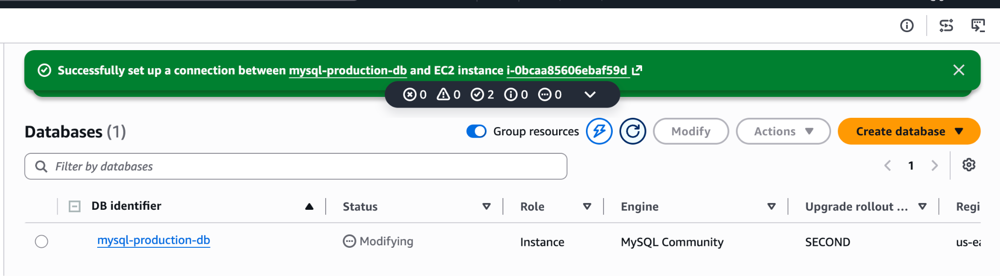 Successfully set up a connection between mysql-production-db and EC2 instance i-0bcaa85606ebaf59d
0 0 2 0 0
Databases (1)
Group resources
Modify
Actions
Create database
Filter by databases
1
DB identifier Status Role Engine Upgrade rollout ... Regi
mysql-production-db Modifying Instance MySQL Community SECOND us-ea